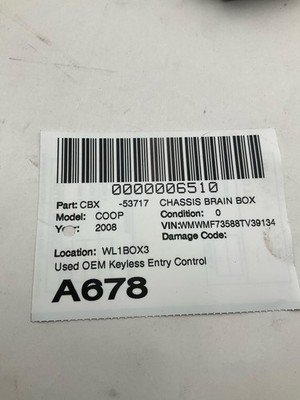 0000006510
Part: CBX -53717 CHASSIS BRAIN BOX
Model: COOP Condition: 0
Year: 2008 VIN:WMWMF73588TV39134
Damage Code:
Location: WL1BOX3
Used OEM Keyless Entry Control
A678